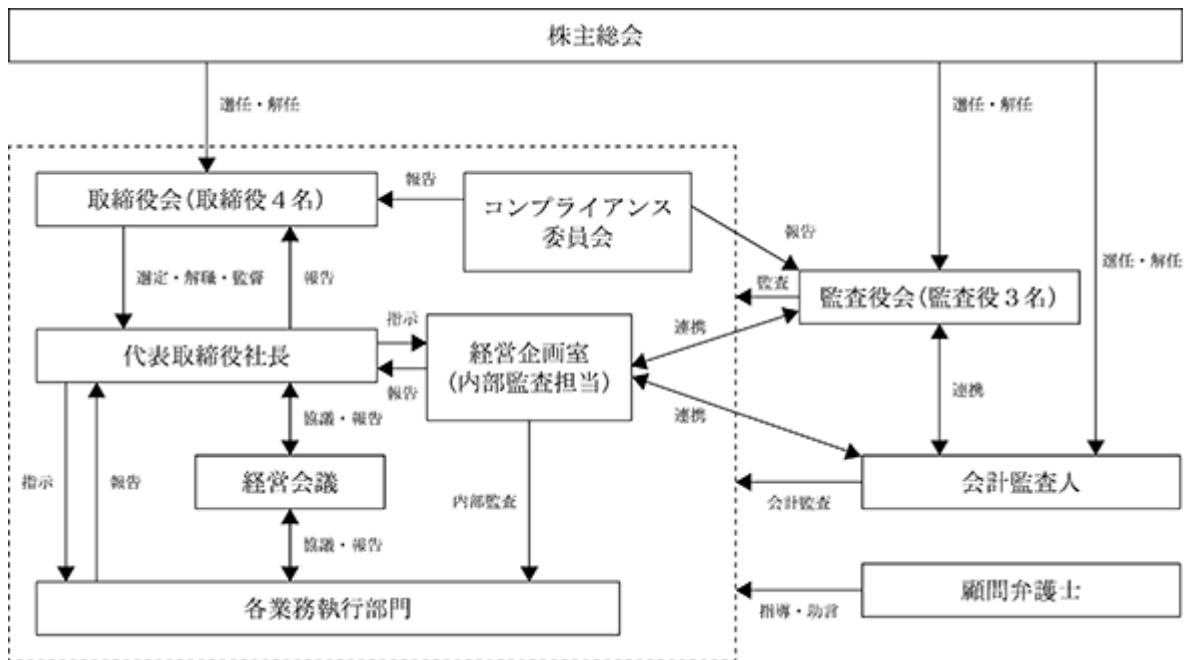 株主総会
選任・解任
選任・解任
選任・解任
取締役会(取締役4名)
報告
コンプライアンス
委員会
報告
選定・解職・監督
報告
監査
監査役会(監査役3名)
指示
代表取締役社長
報告
経営企画室
(内部監査担当)
連携
連携
連携
協議・報告
指示
報告
経営会議
内部監査
会計監査人
会計監査
協議・報告
各業務執行部門
顧問弁護士
指導・助言